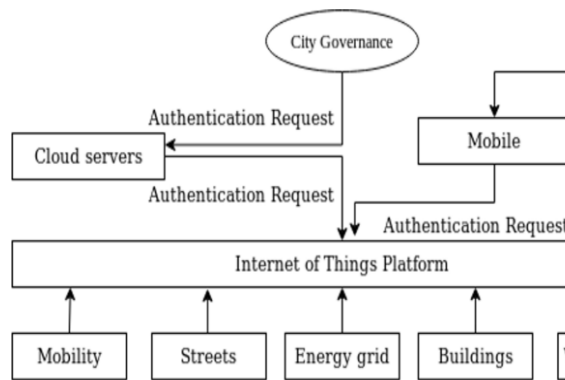 City Governance
Authentication Request
Cloud servers
Mobile
Authentication Request
Authentication Request
Internet of Things Platform
Mobility
Streets
Energy grid
Buildings